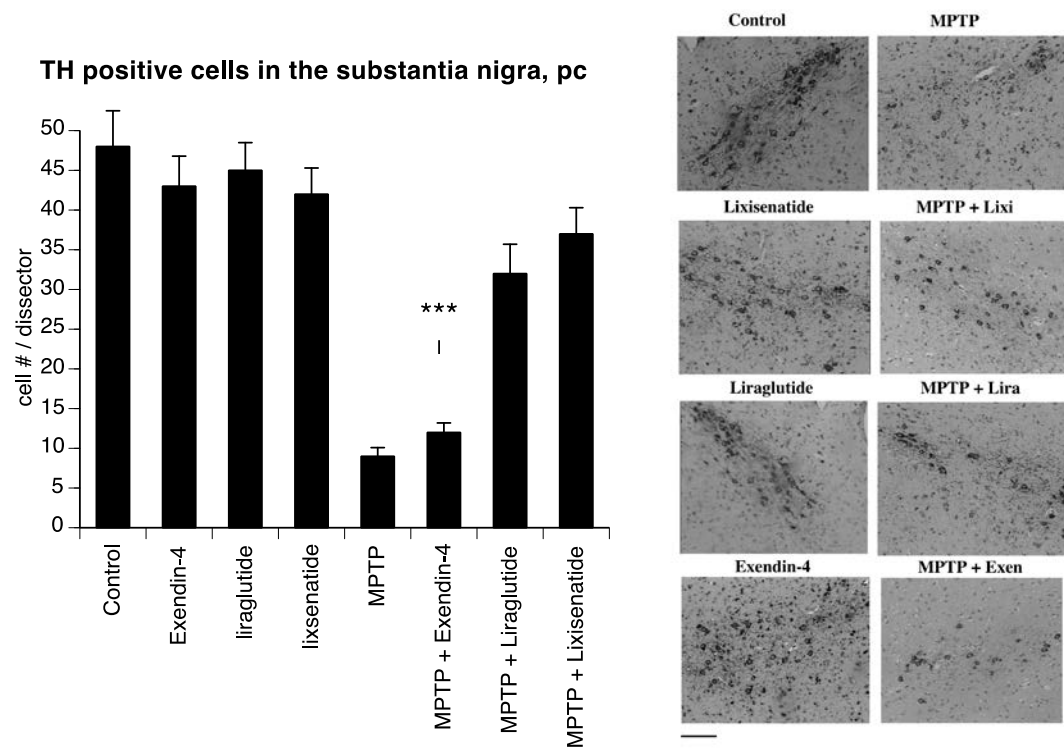 TH positive cells in the substantia nigra, pc
cell # / dissector
50
45
40
35
30
25
20
15
10
5
0
***
Control
Exendin-4
liraglutide
lixsenatide
MPTP
MPTP + Exendin-4
MPTP + Liraglutide
MPTP + Lixisenatide
Control
MPTP
Lixisenatide
MPTP + Lixi
Liraglutide
MPTP + Lira
Exendin-4
MPTP + Exen